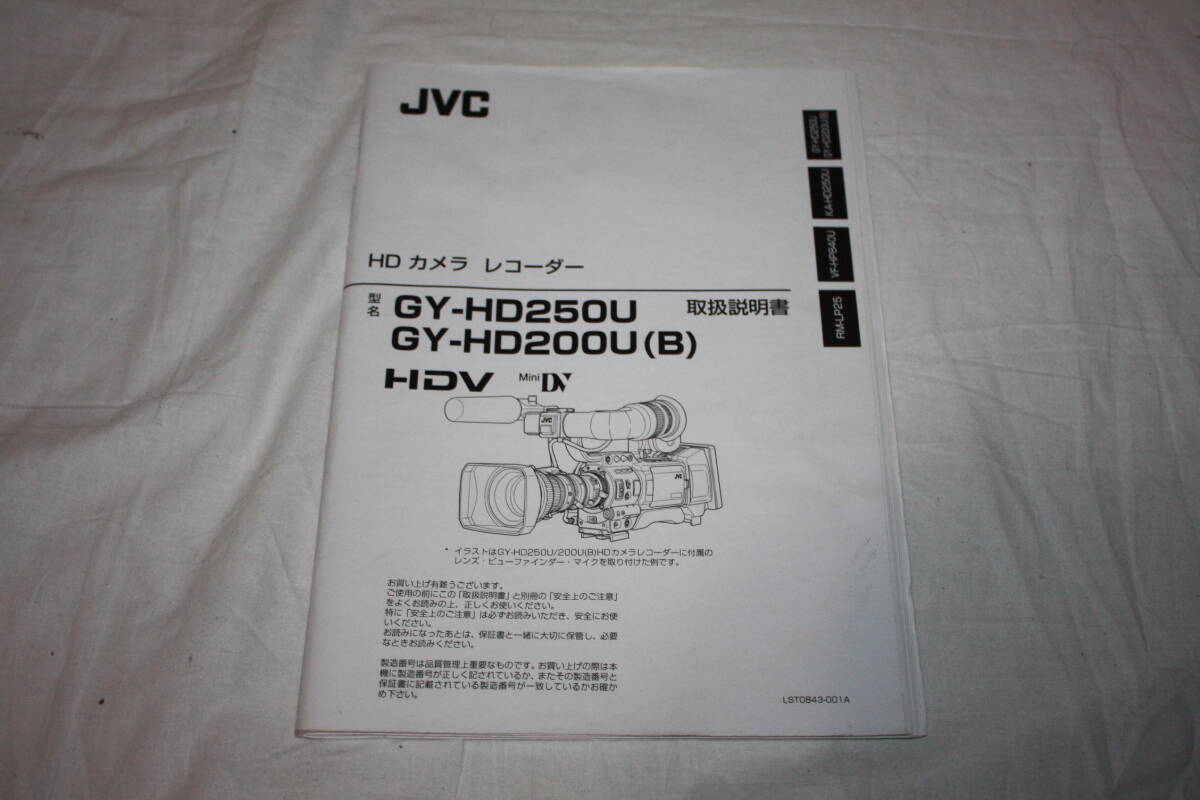 JVC
HD カメラ レコーダー
型名
GY-HD250U
GY-HD200U(B)
取扱説明書
HDV
Mini DV
JVC
JVC
* イラストはGY-HD250U/200U(B)HDカメラレコーダーに付属の
レンズ・ビューファインダー・マイクを取り付けた例です。
お買い上げ有難うございます。
ご使用の前にこの「取扱説明書」と別冊の「安全上のご注意」
をよくお読みの上、正しくお使いください。
特に「安全上のご注意」は必ずお読みいただき、安全にお使
いください。
お読みになったあとは、保証書と一緒に大切に保管し、必要
なときお読みください。
製造番号は品質管理上重要なものです。お買い上げの際は本
機に製造番号が正しく記されているか、またその製造番号と
保証書に記載されている製造番号が一致しているかお確か
め下さい。
LST0843-001A
GY-HD250U
GY-HD200U(B)
KA-HD250U
VF-HP840U
RM-LP25